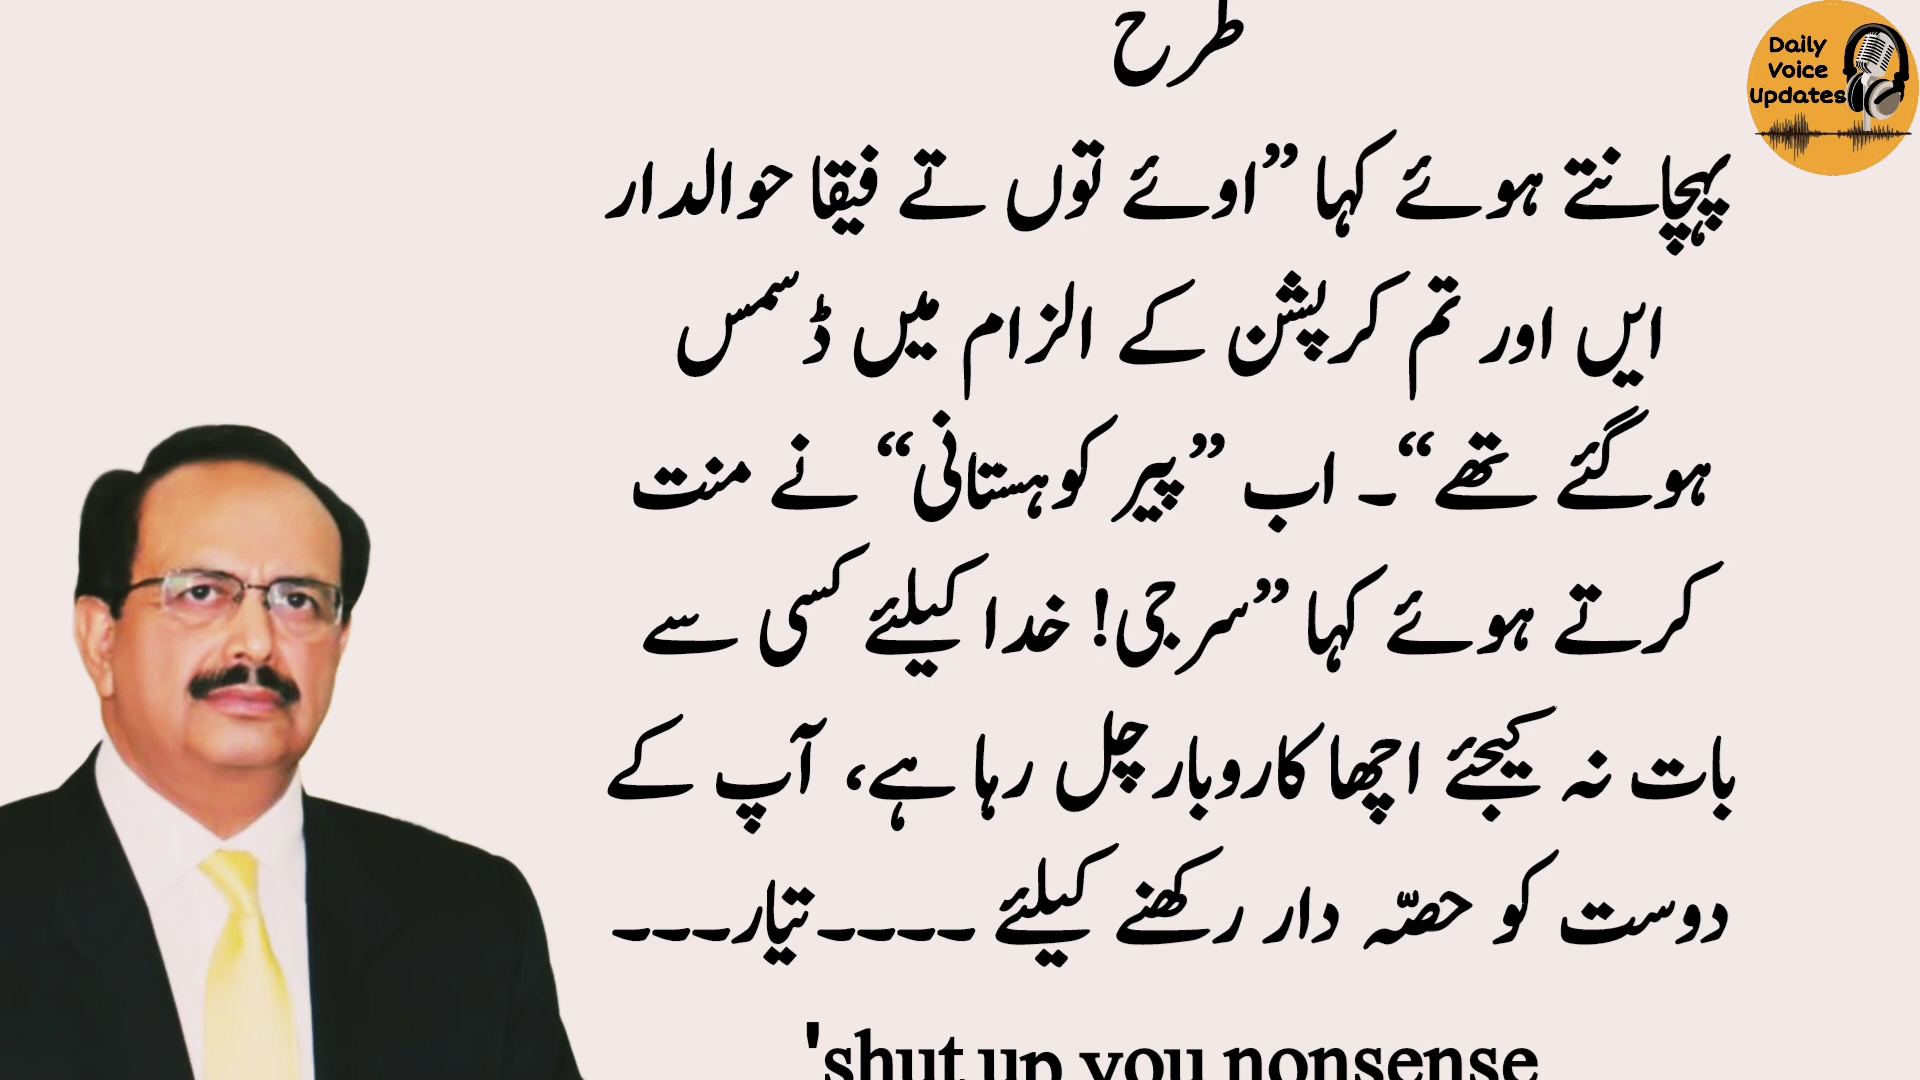 طرح
Daily
Voice
Updates
پہچانتے ہوئے کہا ”اوئے توں تے فیقا حوالدار
ایں اور تم کرپشن کے الزام میں ڈسمس
ہوگئے تھے“۔ اب ”پیر کوہستانی“ نے منت
کرتے ہوئے کہا ”سر جی! خدا کیلئے کسی سے
بات نہ کیجئے اچھا کاروبار چل رہا ہے، آپ کے
دوست کو حصّہ دار رکھنے کیلئے ۔۔۔۔تیار۔۔۔
'shut up you nonsense